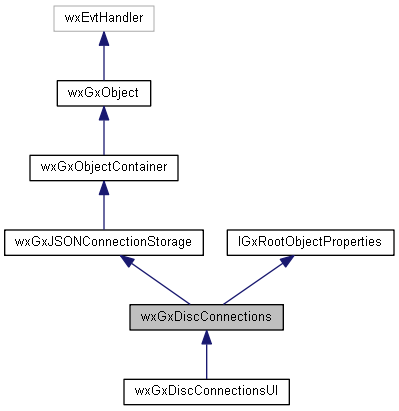 wxEvtHandler
wxGxObject
wxGxObjectContainer
wxGxJSONConnectionStorage
IGxRootObjectProperties
wxGxDiscConnections
wxGxDiscConnectionsUI